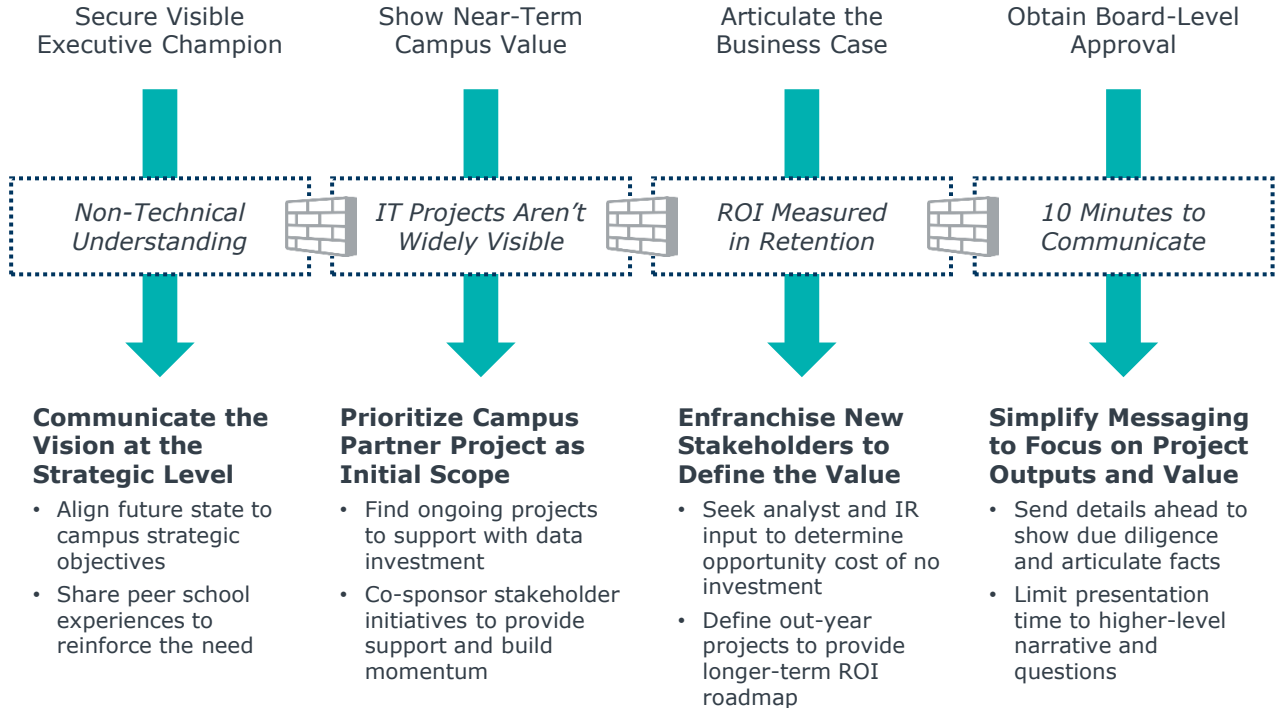 Secure Visible
Executive Champion
Show Near-Term
Campus Value
Articulate the
Business Case
Obtain Board-Level
Approval
Non-Technical
Understanding
IT Projects Aren’t
Widely Visible
ROI Measured
in Retention
10 Minutes to
Communicate
Communicate the
Vision at the
Strategic Level
• Align future state to
campus strategic
objectives
• Share peer school
experiences to
reinforce the need
Prioritize Campus
Partner Project as
Initial Scope
• Find ongoing projects
to support with data
investment
• Co-sponsor stakeholder
initiatives to provide
support and build
momentum
Enfranchise New
Stakeholders to
Define the Value
• Seek analyst and IR
input to determine
opportunity cost of no
investment
• Define out-year
projects to provide
longer-term ROI
roadmap
Simplify Messaging
to Focus on Project
Outputs and Value
• Send details ahead to
show due diligence
and articulate facts
• Limit presentation
time to higher-level
narrative and
questions